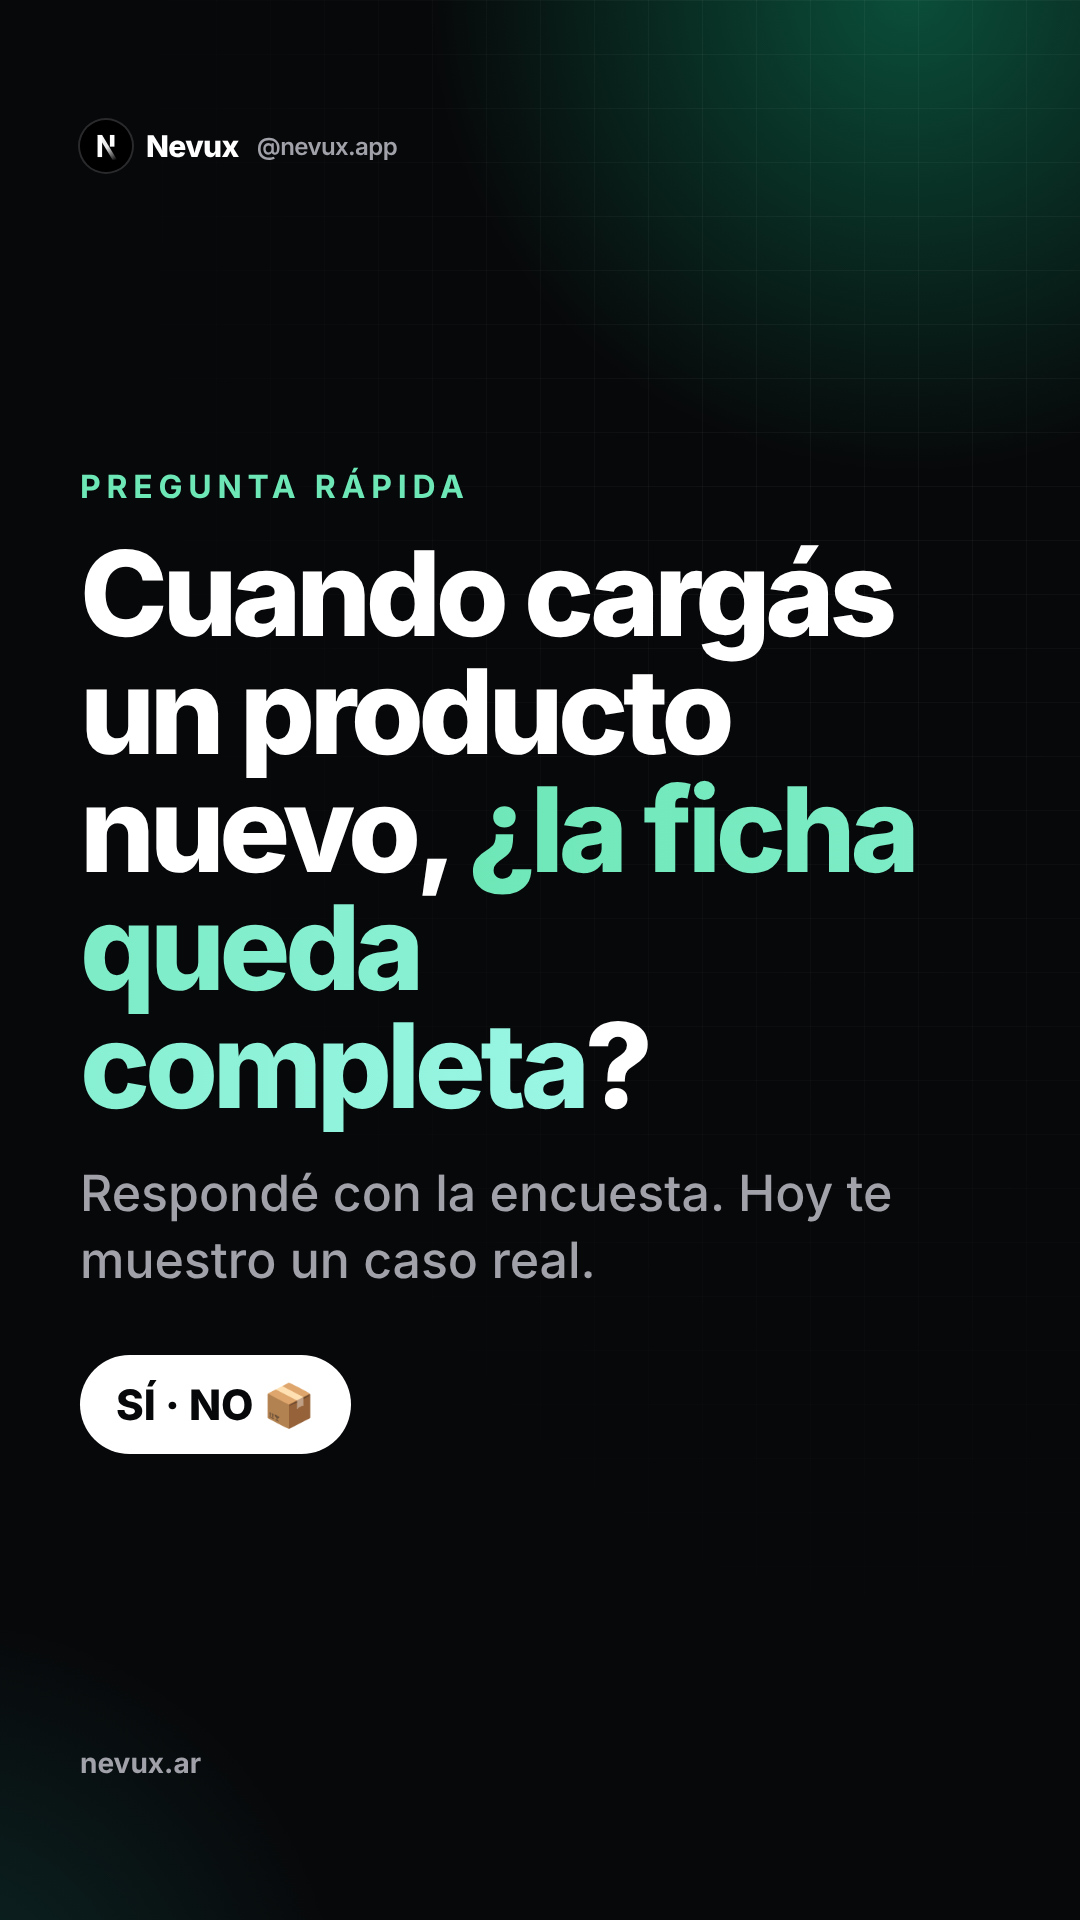 N Nevux @nevux.app
PREGUNTA RÁPIDA
Cuando cargás
un producto
nuevo, ¿la ficha
queda
completa?
Respondé con la encuesta. Hoy te
muestro un caso real.
SÍ · NO 📦
nevux.ar